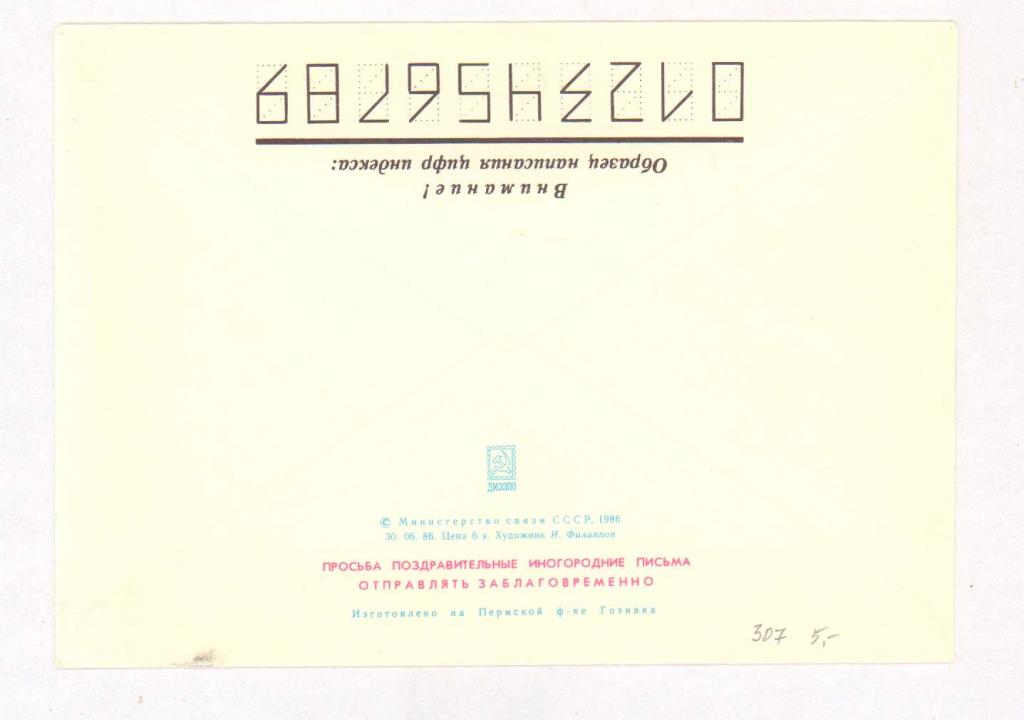 Внимание!
Образец написания цифр индекса:
0123456789
ДИЭЗПО
© Министерство связи СССР, 1986
30. 06. 86. Цена 6 к. Художник И. Филиппов
ПРОСЬБА ПОЗДРАВИТЕЛЬНЫЕ ИНОГОРОДНИЕ ПИСЬМА
ОТПРАВЛЯТЬ ЗАБЛАГОВРЕМЕННО
Изготовлено на Пермской ф-ке Гознака
307 5,-